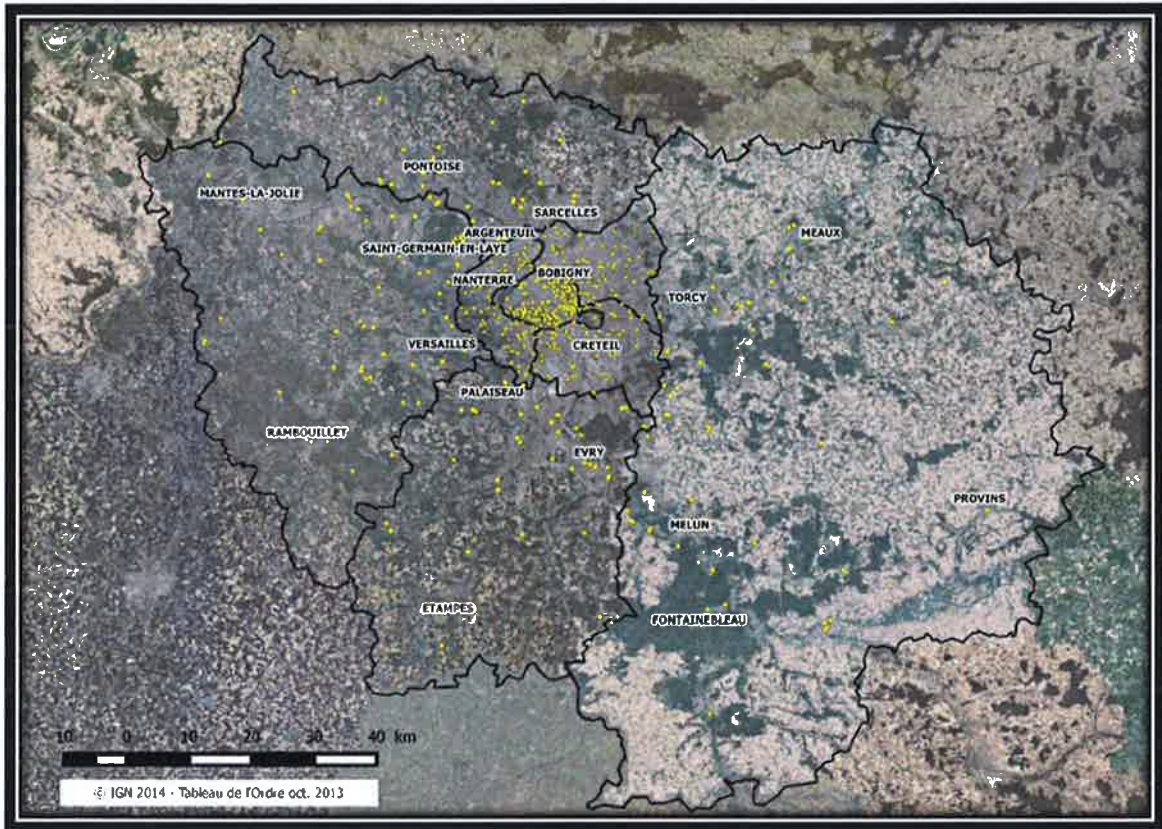 PONTOISE
MANTES-LA-JOLIE
SARCELLES
ARGENTEUIL
MEAUX
SAINT-GERMAIN-EN-LAYE
BOBIGNY
NANTERRE
TORCY
VERSAILLES
CRETEIL
PALAISEAU
RAMBOUILLET
EVRY
PROVINS
MELUN
ETAMPES
FONTAINEBLEAU
10 0 10 20 30 40 km
© IGN 2014 - Tableau de l'Ordre oct. 2013